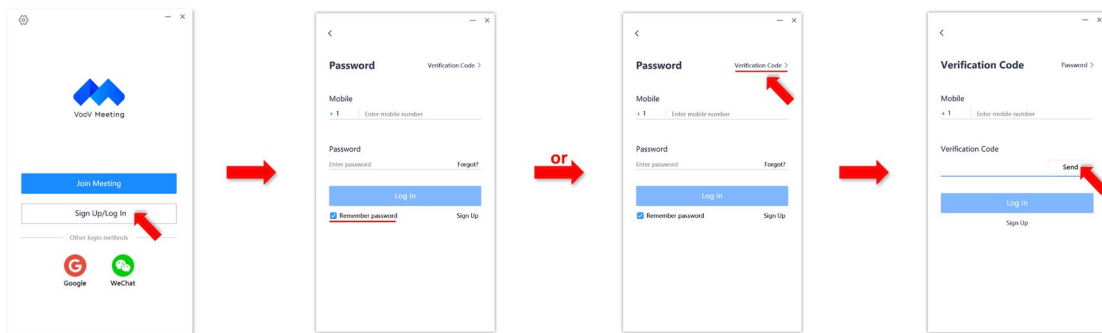 VooV Meeting
Join Meeting
Sign Up/Log In
Other login methods
Google
WeChat
Password
Verification Code >
Mobile
+ 1
Enter mobile number
Password
Enter password
Forgot?
Log In
Remember password
Sign Up
or
Password
Verification Code >
Mobile
+ 1
Enter mobile number
Password
Enter password
Forgot?
Log In
Remember password
Sign Up
Verification Code
Password >
Mobile
+ 1
Enter mobile number
Verification Code
Send
Log In
Sign Up